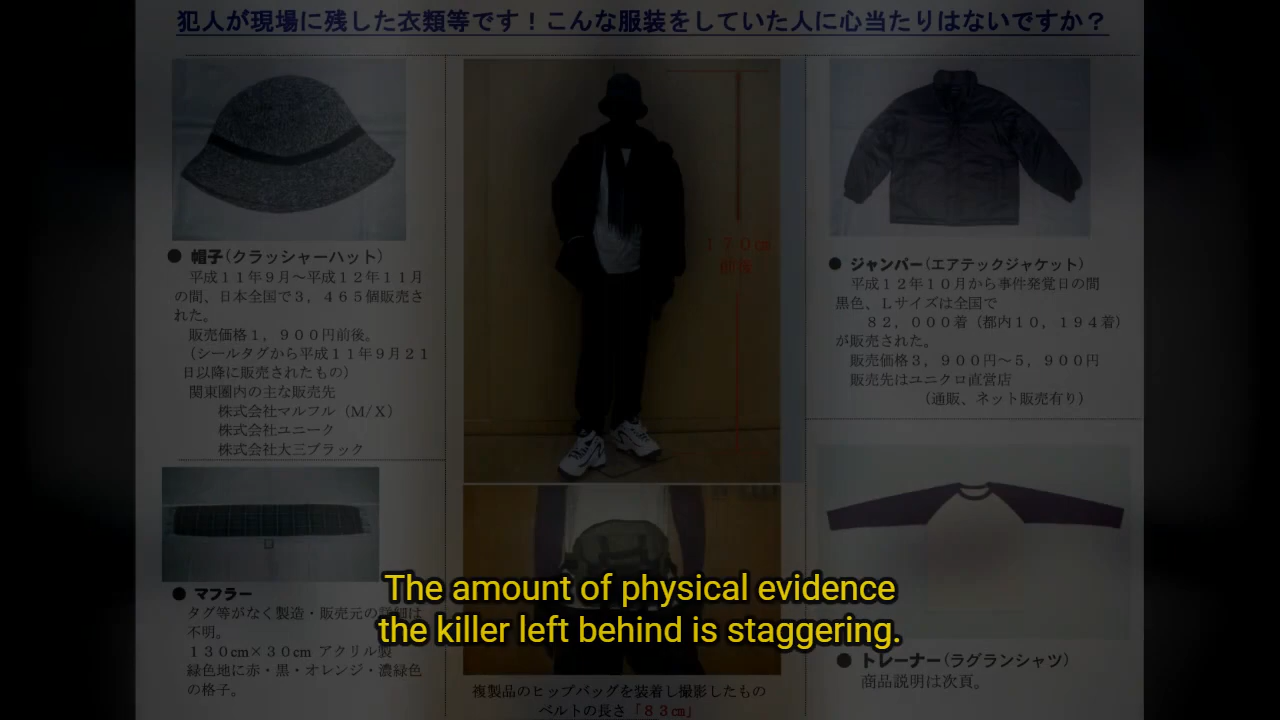 犯人が現場に残した衣類等です！こんな服装をしていた人に心当たりはないですか？
● 帽子（クラッシャーハット）
平成１１年９月～平成１２年１１月
の間、日本全国で３，４６５個販売さ
れた。
販売価格１，９００円前後。
（シールタグから平成１１年９月２１
日以降に販売されたもの）
関東圏内の主な販売先
株式会社マルフル（Ｍ/Ｘ）
株式会社ユニーク
株式会社大三ブラック
● マフラー
タグ等がなく製造・販売元の詳細は
不明。
１３０cm×３０cm アクリル製
緑色地に赤・黒・オレンジ・濃緑色
の格子。
１７０㎝
前後
複製品のヒップバッグを装着し撮影したもの
ベルトの長さ「８３㎝」
● ジャンパー（エアテックジャケット）
平成１２年１０月から事件発覚日の間
黒色、Ｌサイズは全国で
８２，０００着（都内１０，１９４着）
が販売された。
販売価格３，９００円～５，９００円
販売先はユニクロ直営店
（通販、ネット販売有り）
● トレーナー（ラグランシャツ）
商品説明は次頁。
The amount of physical evidence
the killer left behind is staggering.